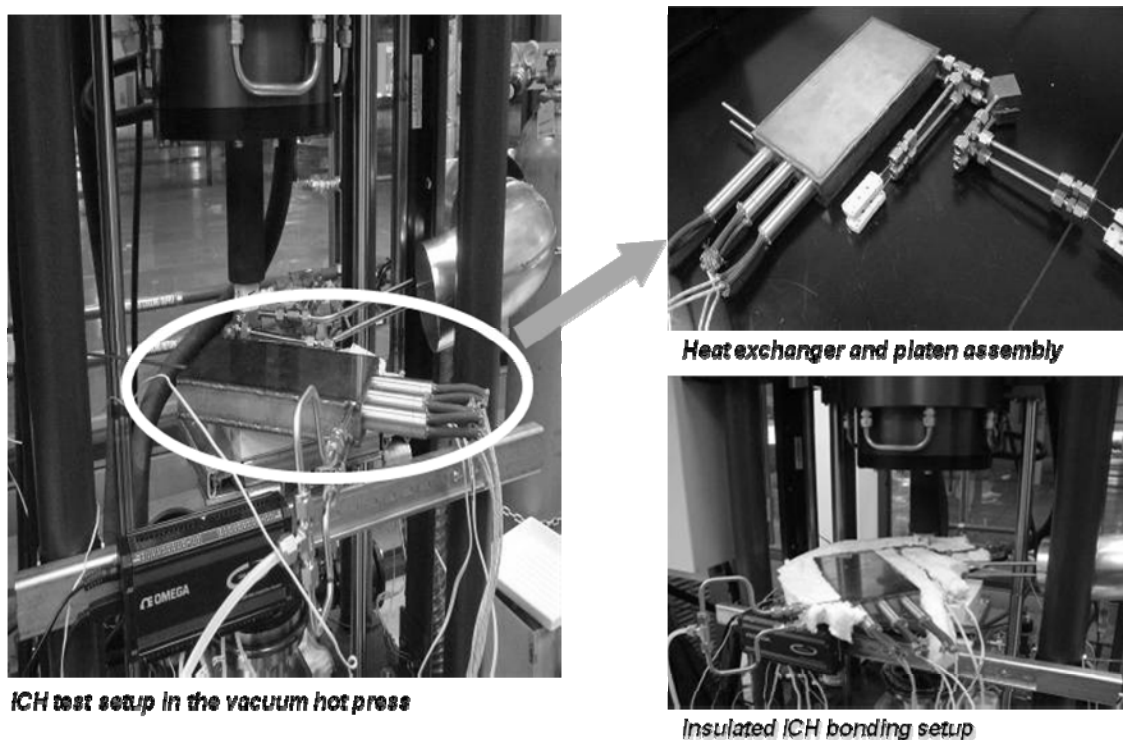 OMEGA
ICH test setup in the vacuum hot press
Heat exchanger and platen assembly
Insulated ICH bonding setup